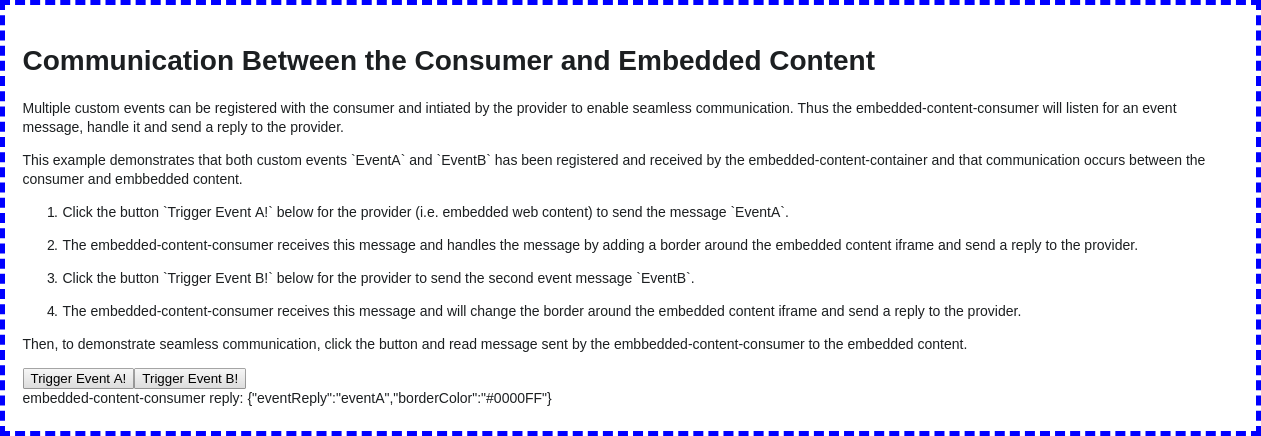 Communication Between the Consumer and Embedded Content
Multiple custom events can be registered with the consumer and intiated by the provider to enable seamless communication. Thus the embedded-content-consumer will listen for an event
message, handle it and send a reply to the provider.
This example demonstrates that both custom events `EventA` and `EventB` has been registered and received by the embedded-content-container and that communication occurs between the
consumer and embbedded content.
1. Click the button `Trigger Event A!` below for the provider (i.e. embedded web content) to send the message `EventA`.
2. The embedded-content-consumer receives this message and handles the message by adding a border around the embedded content iframe and send a reply to the provider.
3. Click the button `Trigger Event B!` below for the provider to send the second event message `EventB`.
4. The embedded-content-consumer receives this message and will change the border around the embedded content iframe and send a reply to the provider.
Then, to demonstrate seamless communication, click the button and read message sent by the embbedded-content-consumer to the embedded content.
Trigger Event A! Trigger Event B!
embedded-content-consumer reply: {"eventReply":"eventA","borderColor":"#0000FF"}